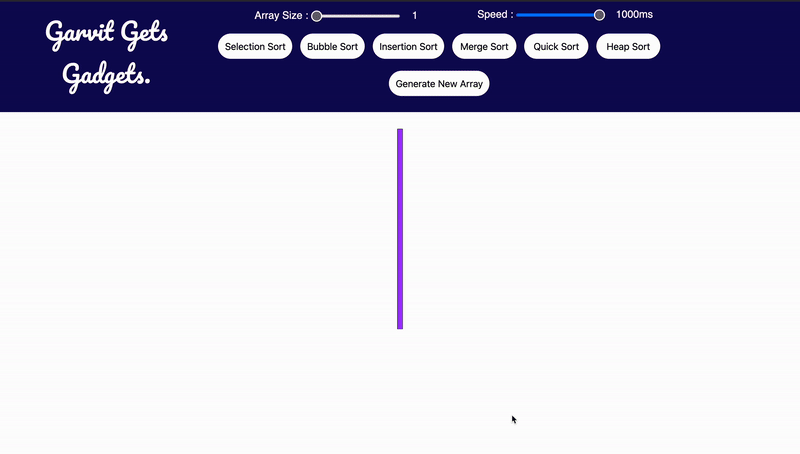 Garvit Gets
Gadgets.
Array Size : 1
Speed : 1000ms
Selection Sort
Bubble Sort
Insertion Sort
Merge Sort
Quick Sort
Heap Sort
Generate New Array